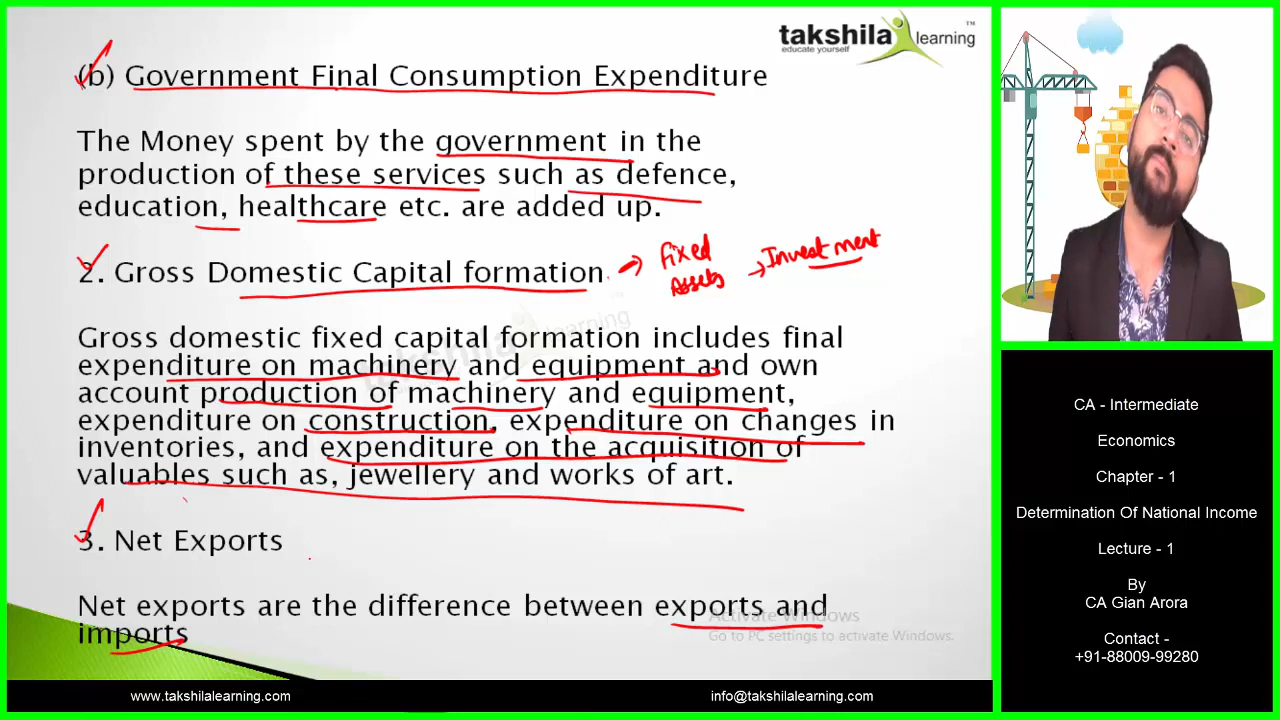 takshila learning™
educate yourself
(b) Government Final Consumption Expenditure
The Money spent by the government in the
production of these services such as defence,
education, healthcare etc. are added up.
2. Gross Domestic Capital formation
Fixed Assets
Investment
Gross domestic fixed capital formation includes final
expenditure on machinery and equipment and own
account production of machinery and equipment,
expenditure on construction, expenditure on changes in
inventories, and expenditure on the acquisition of
valuables such as, jewellery and works of art.
3. Net Exports
Net exports are the difference between exports and
imports
takshila learning
Activate Windows
Go to PC settings to activate Windows.
www.takshilalearning.com
info@takshilalearning.com
CA - Intermediate
Economics
Chapter - 1
Determination Of National Income
Lecture - 1
By
CA Gian Arora
Contact -
+91-88009-99280